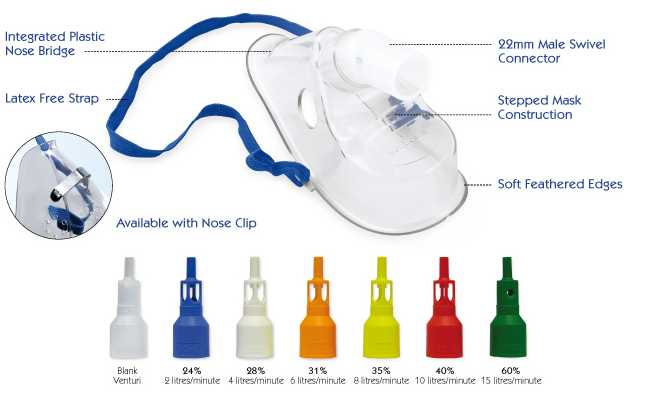 Integrated Plastic
Nose Bridge
22mm Male Swivel
Connector
Latex Free Strap
Stepped Mask
Construction
Soft Feathered Edges
Available with Nose Clip
Blank
Venturi
24%
2 litres/minute
28%
4 litres/minute
31%
6 litres/minute
35%
8 litres/minute
40%
10 litres/minute
60%
15 litres/minute